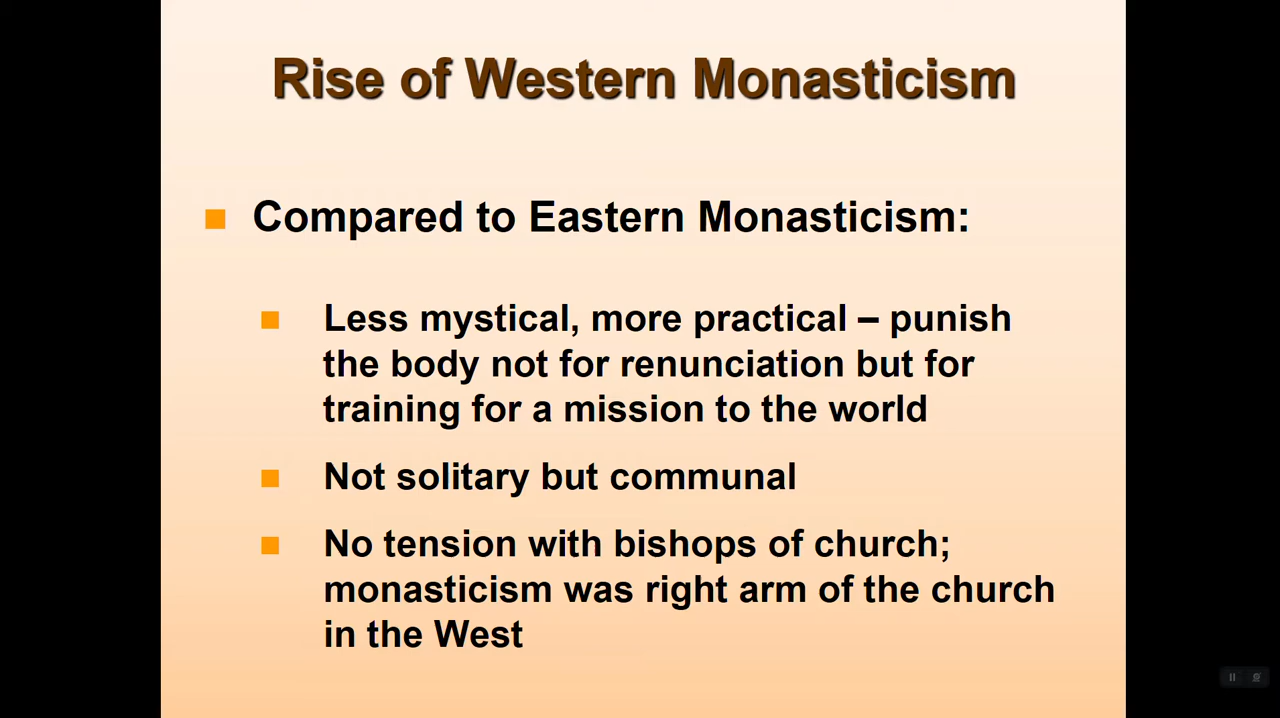 Rise of Western Monasticism
Compared to Eastern Monasticism:
Less mystical, more practical – punish
the body not for renunciation but for
training for a mission to the world
Not solitary but communal
No tension with bishops of church;
monasticism was right arm of the church
in the West